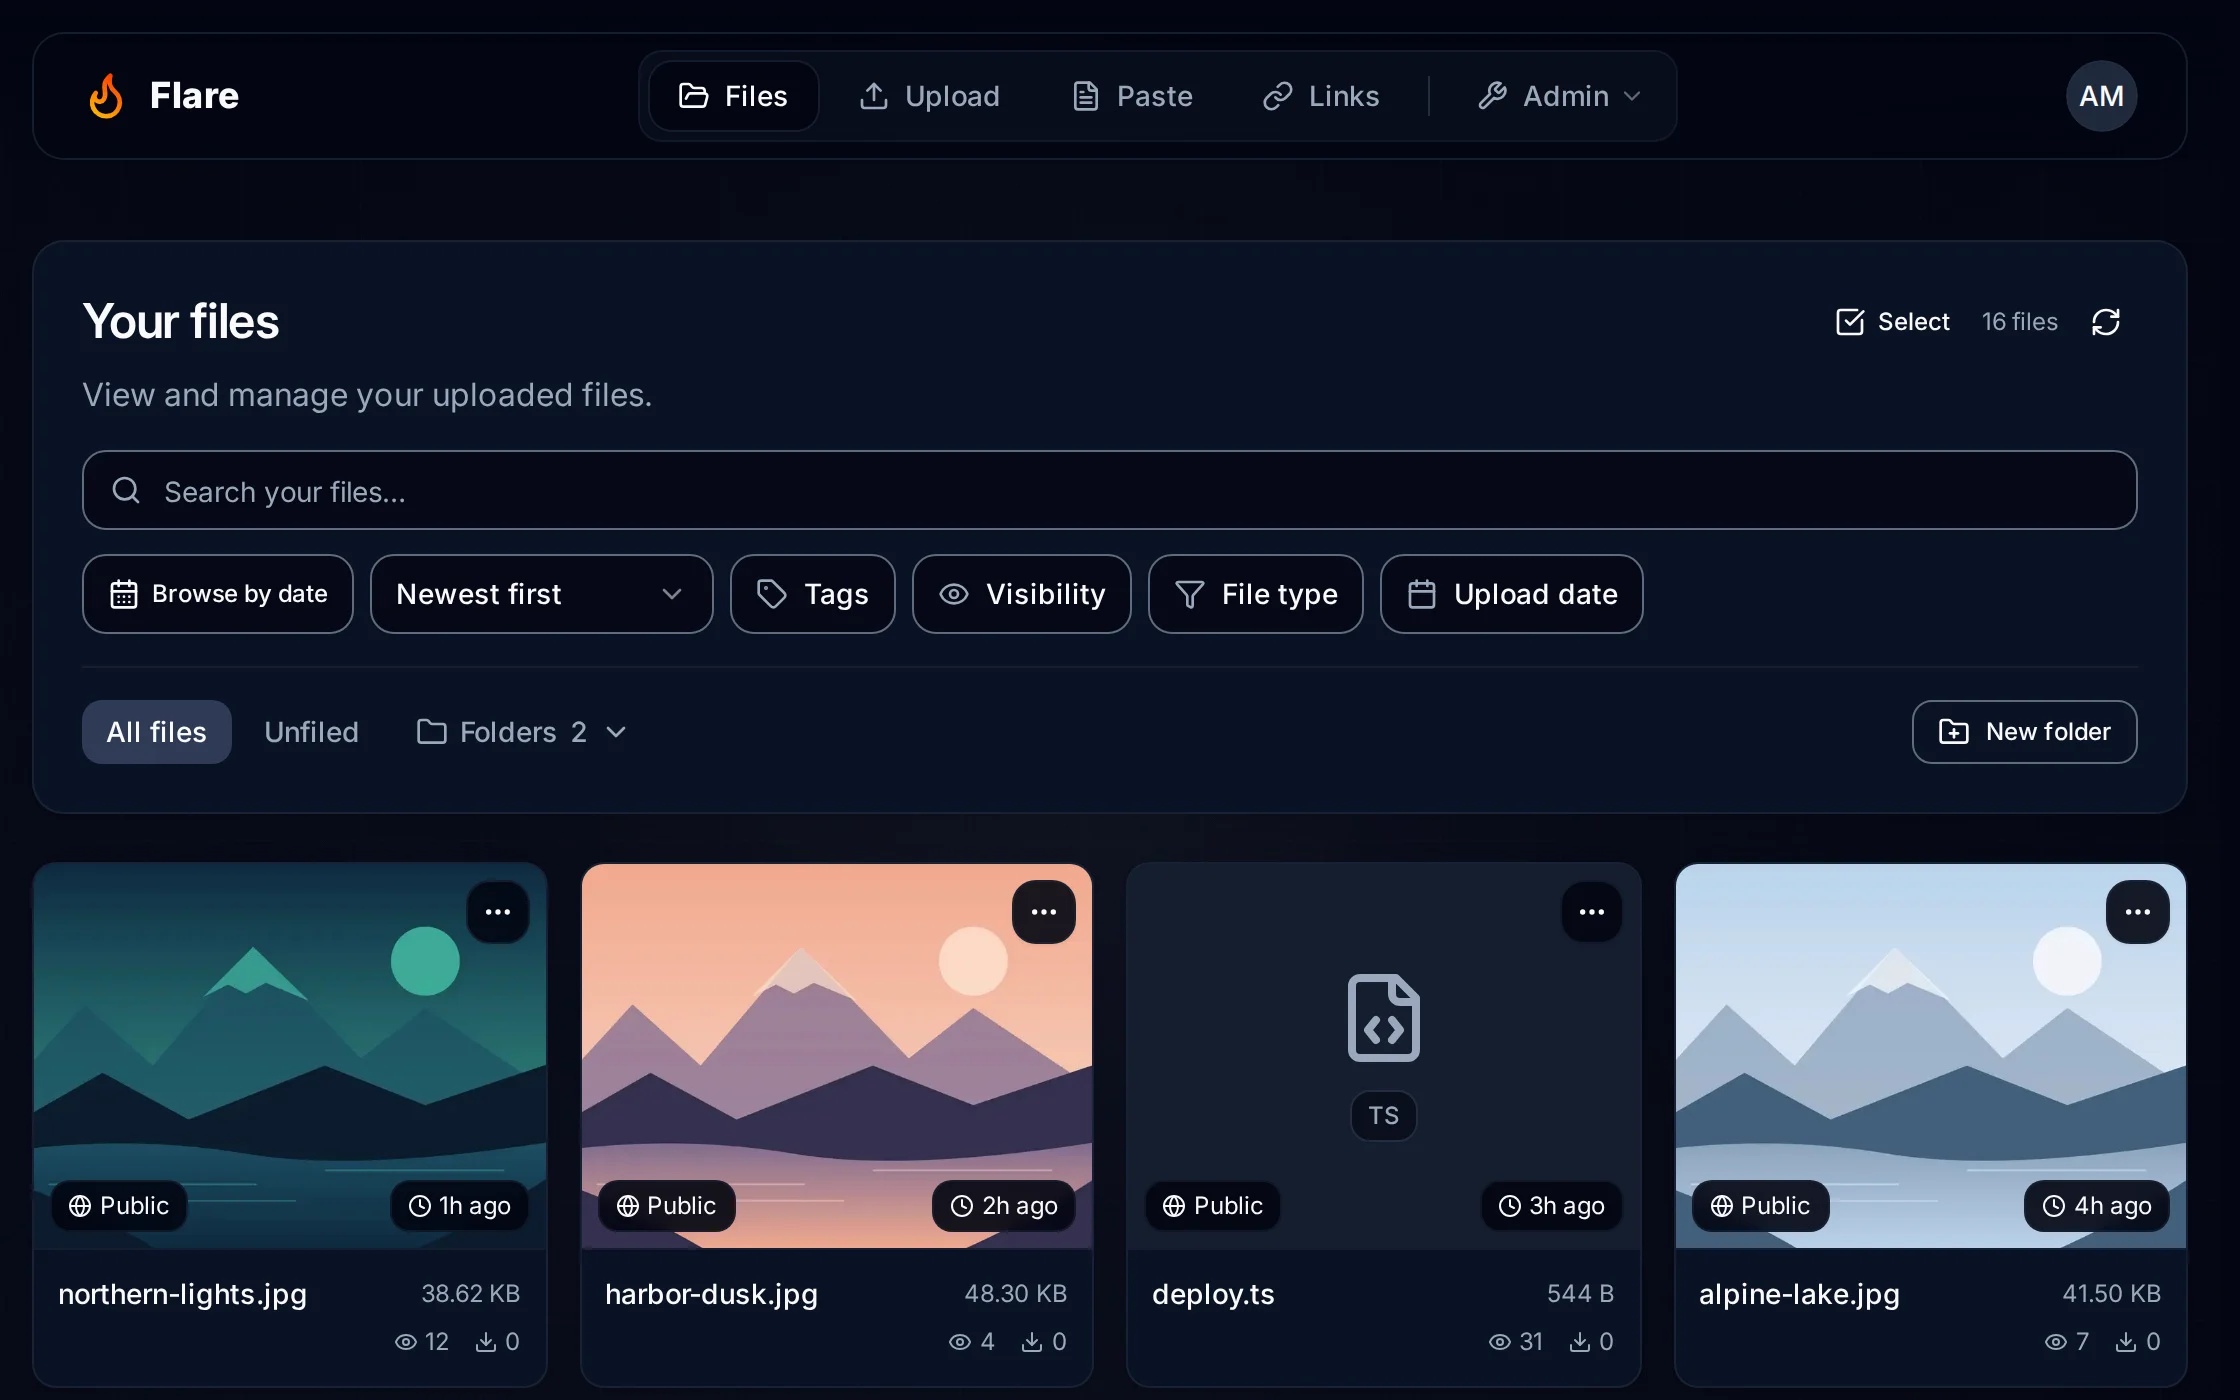 Flare
Files Upload Paste Links Admin
AM
Your files
Select 16 files
View and manage your uploaded files.
Search your files...
Browse by date Newest first Tags Visibility File type Upload date
All files Unfiled Folders 2 New folder
TS
Public 1h ago Public 2h ago Public 3h ago Public 4h ago
northern-lights.jpg 38.62 KB harbor-dusk.jpg 48.30 KB deploy.ts 544 B alpine-lake.jpg 41.50 KB
12 0 4 0 31 0 7 0